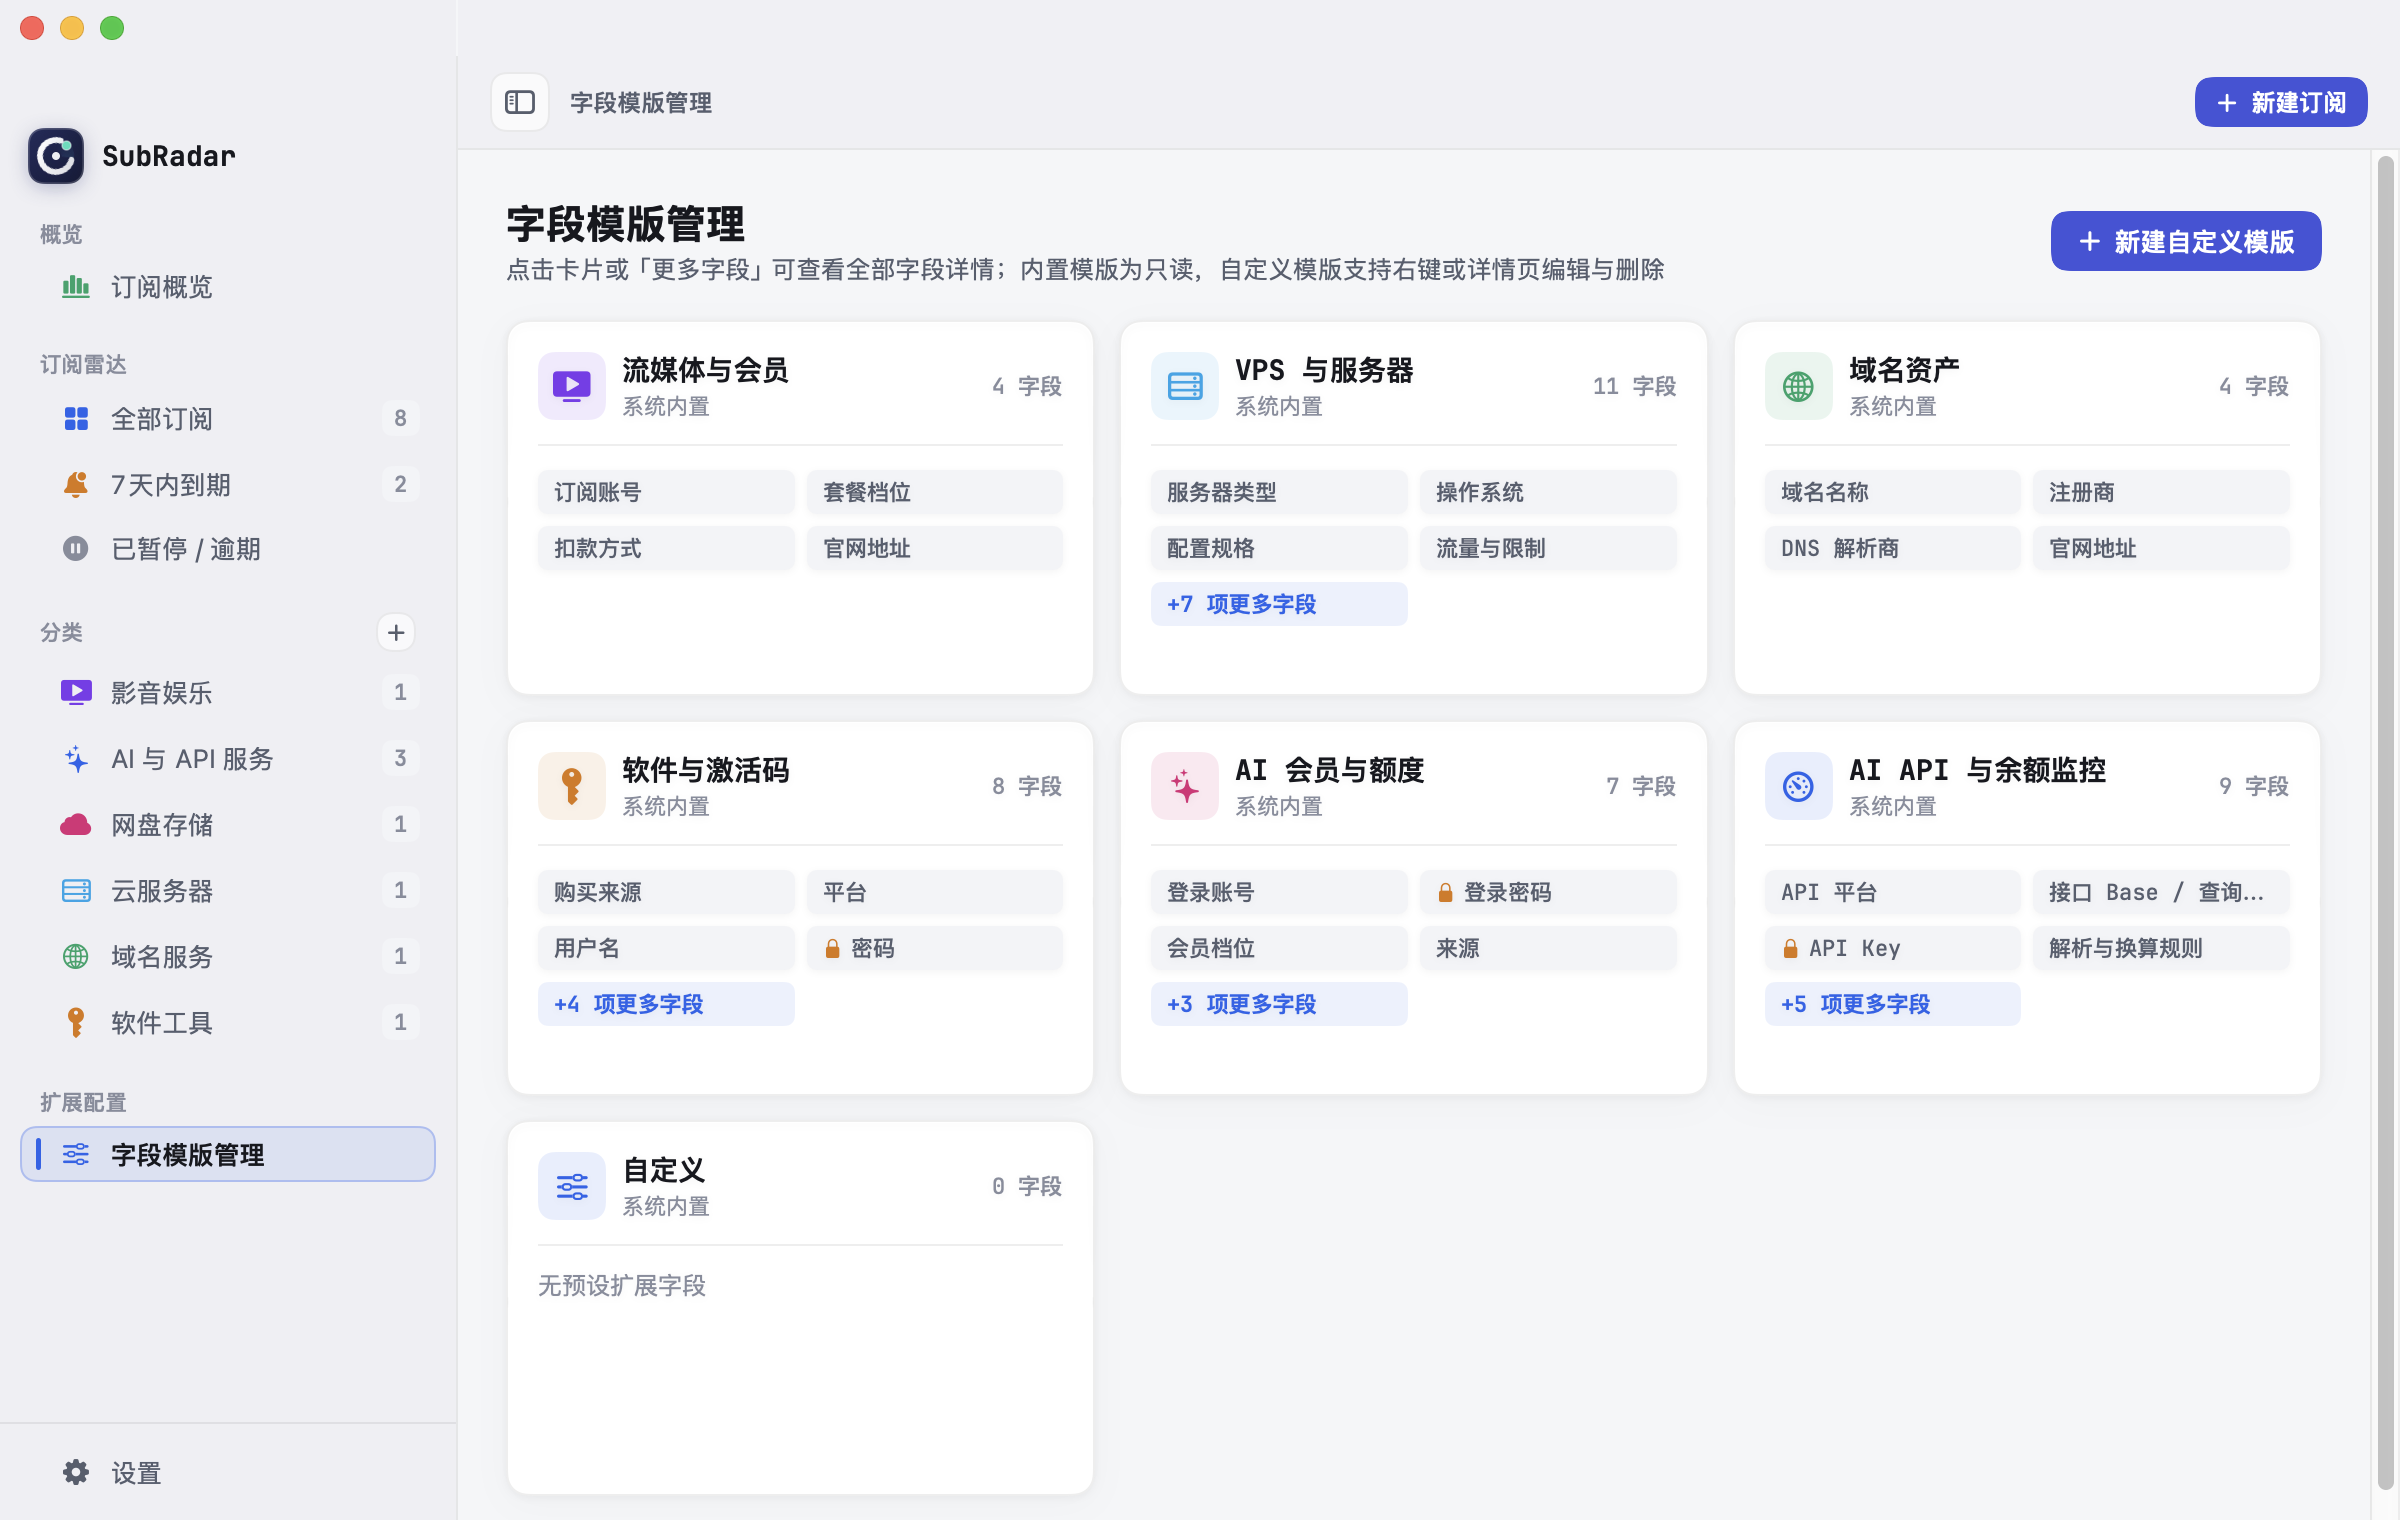 SubRadar
概览
订阅概览
订阅雷达
全部订阅 8
7天内到期 2
已暂停 / 逾期
分类
影音娱乐 1
AI 与 API 服务 3
网盘存储 1
云服务器 1
域名服务 1
软件工具 1
扩展配置
字段模版管理
设置
字段模版管理
新建订阅
字段模版管理
点击卡片或「更多字段」可查看全部字段详情；内置模版为只读，自定义模版支持右键或详情页编辑与删除
新建自定义模版
流媒体与会员
系统内置
4 字段
订阅账号 套餐档位
扣款方式 官网地址
VPS 与服务器
系统内置
11 字段
服务器类型 操作系统
配置规格 流量与限制
+7 项更多字段
域名资产
系统内置
4 字段
域名名称 注册商
DNS 解析商 官网地址
软件与激活码
系统内置
8 字段
购买来源 平台
用户名 密码
+4 项更多字段
AI 会员与额度
系统内置
7 字段
登录账号 登录密码
会员档位 来源
+3 项更多字段
AI API 与余额监控
系统内置
9 字段
API 平台 接口 Base / 查询...
API Key 解析与换算规则
+5 项更多字段
自定义
系统内置
0 字段
无预设扩展字段